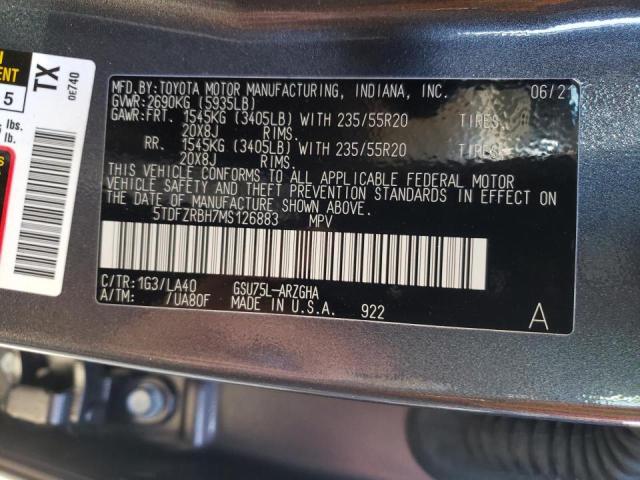 MFD.BY:TOYOTA MOTOR MANUFACTURING, INDIANA, INC. 06/21
GVWR:2690KG (5935LB)
GAWR:FRT. 1545KG (3405LB) WITH 235/55R20 TIRES,
20X8J RIMS,
RR. 1545KG (3405LB) WITH 235/55R20 TIRES,
20X8J RIMS,
THIS VEHICLE CONFORMS TO ALL APPLICABLE FEDERAL MOTOR
VEHICLE SAFETY AND THEFT PREVENTION STANDARDS IN EFFECT ON
THE DATE OF MANUFACTURE SHOWN ABOVE.
5TDFZRBH7MS126883 MPV
C/TR:1G3/LA40 GSU75L-ARZGHA
A/TM: /UA80F MADE IN U.S.A. 922 A
TX
0E740
5
lbs.